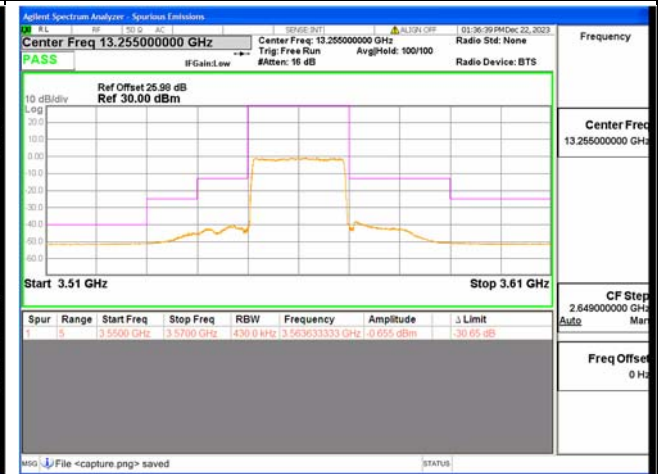 Agilent Spectrum Analyzer - Spurious Emissions
RL RF 50 Ω AC SENSE:INT ALIGN OFF 01:36:39 PM Dec 22, 2023
Center Freq 13.255000000 GHz
Center Freq: 13.255000000 GHz
Radio Std: None
Trig: Free Run Avg|Hold: 100/100
PASS
IFGain:Low
#Atten: 16 dB
Radio Device: BTS
Frequency
Ref Offset 25.98 dB
10 dB/div Ref 30.00 dBm
Log
20.0
10.0
0.00
-10.0
-20.0
-30.0
-40.0
-50.0
-60.0
Start 3.51 GHz
Stop 3.61 GHz
Center Freq
13.255000000 GHz
CF Step
2.649000000 GHz
Auto Man
Freq Offset
0 Hz
Spur Range Start Freq Stop Freq RBW Frequency Amplitude Δ Limit
1 5 3.5500 GHz 3.5700 GHz 430.0 kHz 3.563633333 GHz -0.655 dBm -30.65 dB
MSG File <capture.png> saved
STATUS